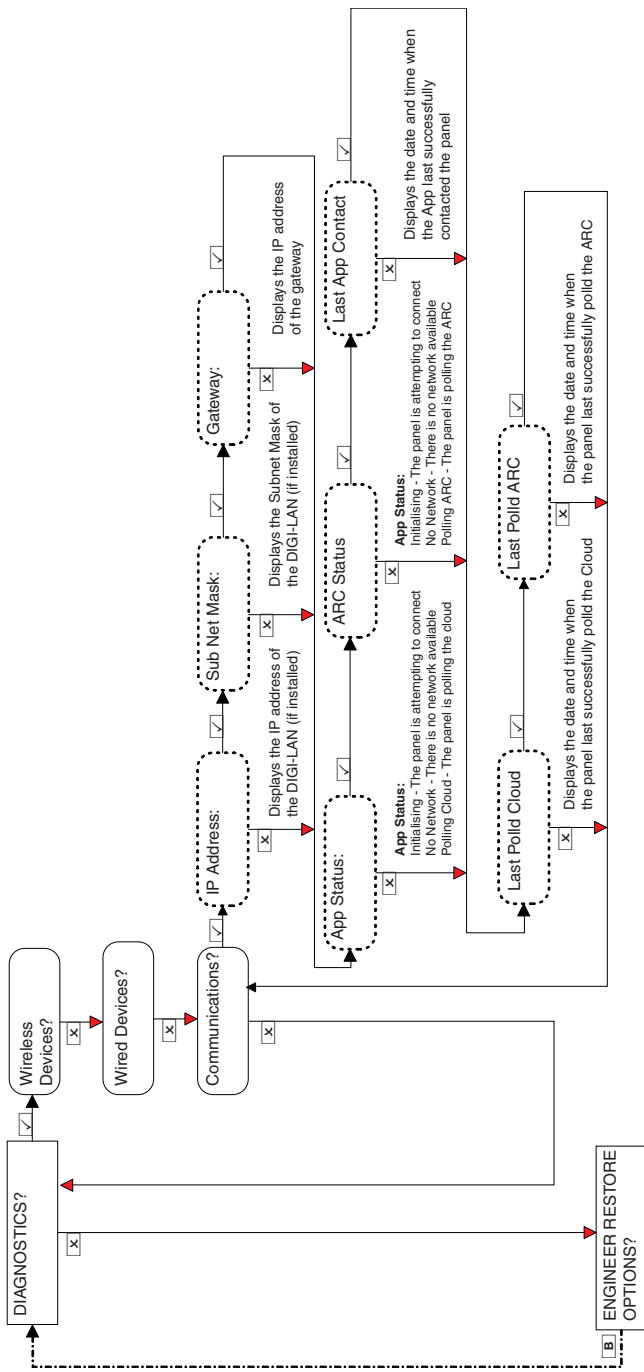 DIAGNOSTICS?
Wireless
Devices?
Wired Devices?
Communications?
IP Address:
Displays the IP address of
the DIGI-LAN (if installed)
Sub Net Mask:
Displays the Subnet Mask of
the DIGI-LAN (if installed)
Gateway:
Displays the IP address
of the gateway
App Status:
App Status:
Initialising - The panel is attempting to connect
No Network - There is no network available
Polling Cloud - The panel is polling the cloud
ARC Status
App Status:
Initialising - The panel is attempting to connect
No Network - There is no network available
Polling ARC - The panel is polling the ARC
Last App Contact
Displays the date and time when
the App last successfully
contacted the panel
Last Polld Cloud
Displays the date and time when
the panel last successfully polld the Cloud
Last Polld ARC
Displays the date and time when
the panel last successfully polld the ARC
B
ENGINEER RESTORE
OPTIONS?